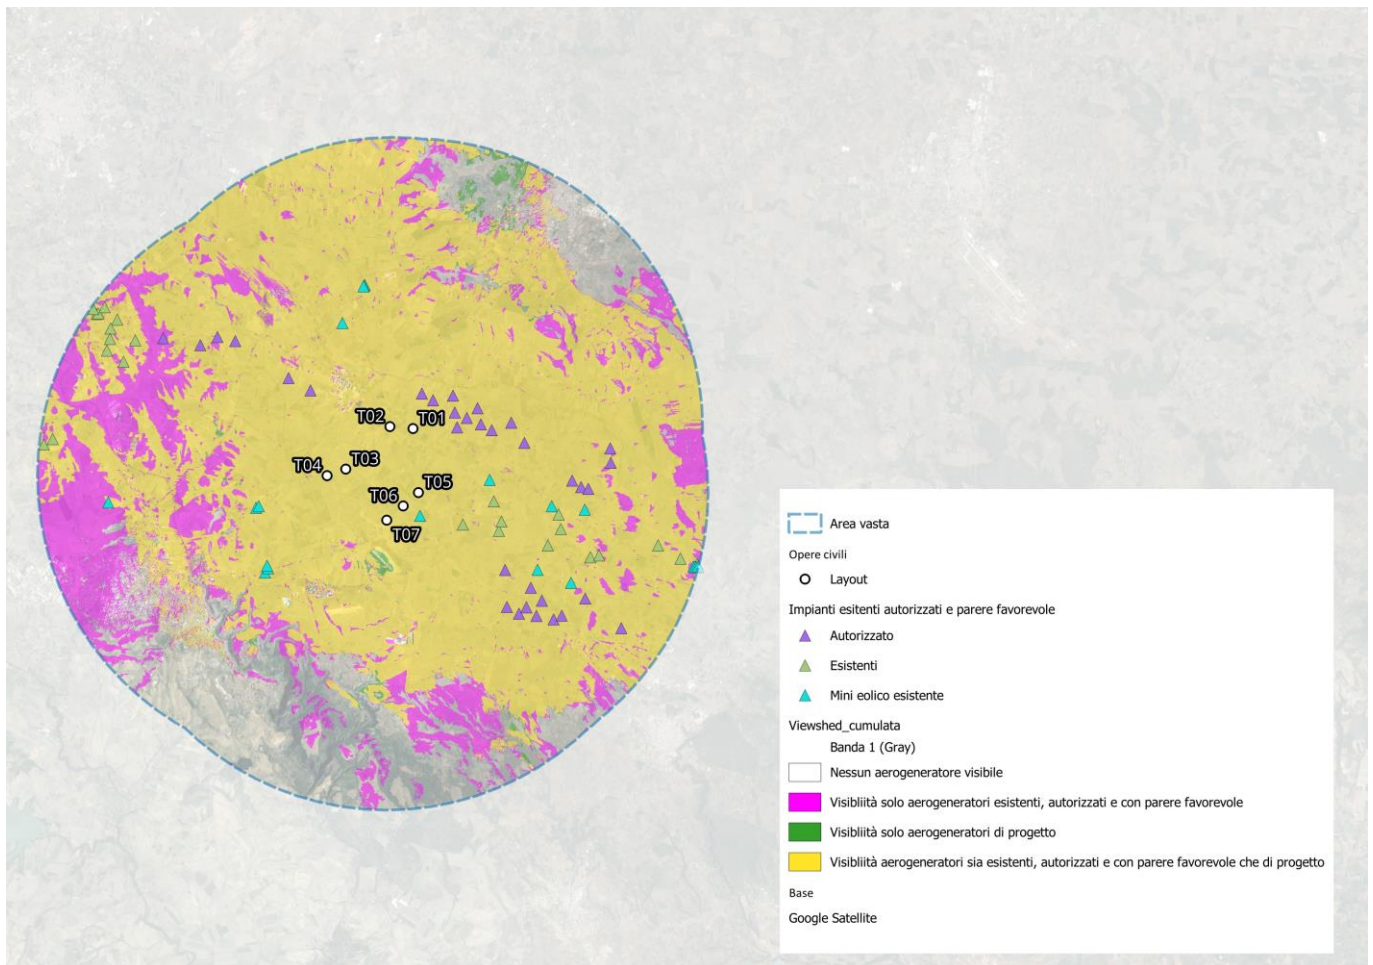 T02
T01
T03
T04
T05
T06
T07
Area vasta
Opere civili
Layout
Impianti esitenti autorizzati e parere favorevole
Autorizzato
Esistenti
Mini eolico esistente
Viewshed_cumulata
Banda 1 (Gray)
Nessun aerogeneratore visibile
Visibliità solo aerogeneratori esistenti, autorizzati e con parere favorevole
Visibliità solo aerogeneratori di progetto
Visibliità aerogeneratori sia esistenti, autorizzati e con parere favorevole che di progetto
Base
Google Satellite